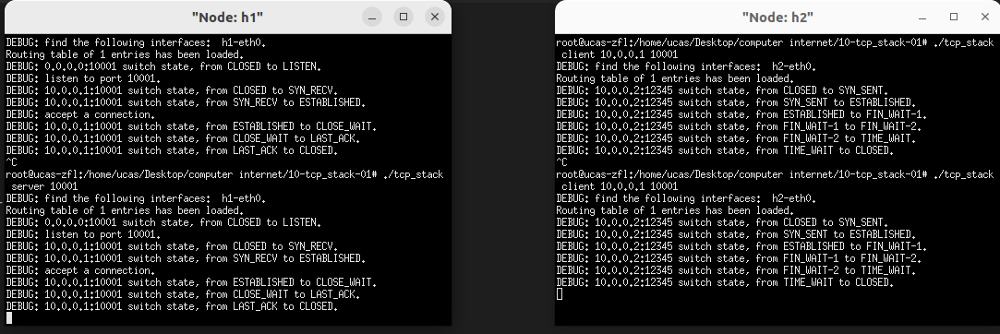 "Node: h1"
DEBUG: find the following interfaces:  h1-eth0.
Routing table of 1 entries has been loaded.
DEBUG: 0.0.0.0:10001 switch state, from CLOSED to LISTEN.
DEBUG: listen to port 10001.
DEBUG: 10.0.0.1:10001 switch state, from CLOSED to SYN_RECV.
DEBUG: 10.0.0.1:10001 switch state, from SYN_RECV to ESTABLISHED.
DEBUG: accept a connection.
DEBUG: 10.0.0.1:10001 switch state, from ESTABLISHED to CLOSE_WAIT.
DEBUG: 10.0.0.1:10001 switch state, from CLOSE_WAIT to LAST_ACK.
DEBUG: 10.0.0.1:10001 switch state, from LAST_ACK to CLOSED.
^C
root@ucas-zfl:/home/ucas/Desktop/computer internet/10-tcp_stack-01# ./tcp_stack
 server 10001
DEBUG: find the following interfaces:  h1-eth0.
Routing table of 1 entries has been loaded.
DEBUG: 0.0.0.0:10001 switch state, from CLOSED to LISTEN.
DEBUG: listen to port 10001.
DEBUG: 10.0.0.1:10001 switch state, from CLOSED to SYN_RECV.
DEBUG: 10.0.0.1:10001 switch state, from SYN_RECV to ESTABLISHED.
DEBUG: accept a connection.
DEBUG: 10.0.0.1:10001 switch state, from ESTABLISHED to CLOSE_WAIT.
DEBUG: 10.0.0.1:10001 switch state, from CLOSE_WAIT to LAST_ACK.
DEBUG: 10.0.0.1:10001 switch state, from LAST_ACK to CLOSED.
"Node: h2"
root@ucas-zfl:/home/ucas/Desktop/computer internet/10-tcp_stack-01# ./tcp_stack
 client 10.0.0.1 10001
DEBUG: find the following interfaces:  h2-eth0.
Routing table of 1 entries has been loaded.
DEBUG: 10.0.0.2:12345 switch state, from CLOSED to SYN_SENT.
DEBUG: 10.0.0.2:12345 switch state, from SYN_SENT to ESTABLISHED.
DEBUG: 10.0.0.2:12345 switch state, from ESTABLISHED to FIN_WAIT-1.
DEBUG: 10.0.0.2:12345 switch state, from FIN_WAIT-1 to FIN_WAIT-2.
DEBUG: 10.0.0.2:12345 switch state, from FIN_WAIT-2 to TIME_WAIT.
DEBUG: 10.0.0.2:12345 switch state, from TIME_WAIT to CLOSED.
^C
root@ucas-zfl:/home/ucas/Desktop/computer internet/10-tcp_stack-01# ./tcp_stack
 client 10.0.0.1 10001
DEBUG: find the following interfaces:  h2-eth0.
Routing table of 1 entries has been loaded.
DEBUG: 10.0.0.2:12345 switch state, from CLOSED to SYN_SENT.
DEBUG: 10.0.0.2:12345 switch state, from SYN_SENT to ESTABLISHED.
DEBUG: 10.0.0.2:12345 switch state, from ESTABLISHED to FIN_WAIT-1.
DEBUG: 10.0.0.2:12345 switch state, from FIN_WAIT-1 to FIN_WAIT-2.
DEBUG: 10.0.0.2:12345 switch state, from FIN_WAIT-2 to TIME_WAIT.
DEBUG: 10.0.0.2:12345 switch state, from TIME_WAIT to CLOSED.